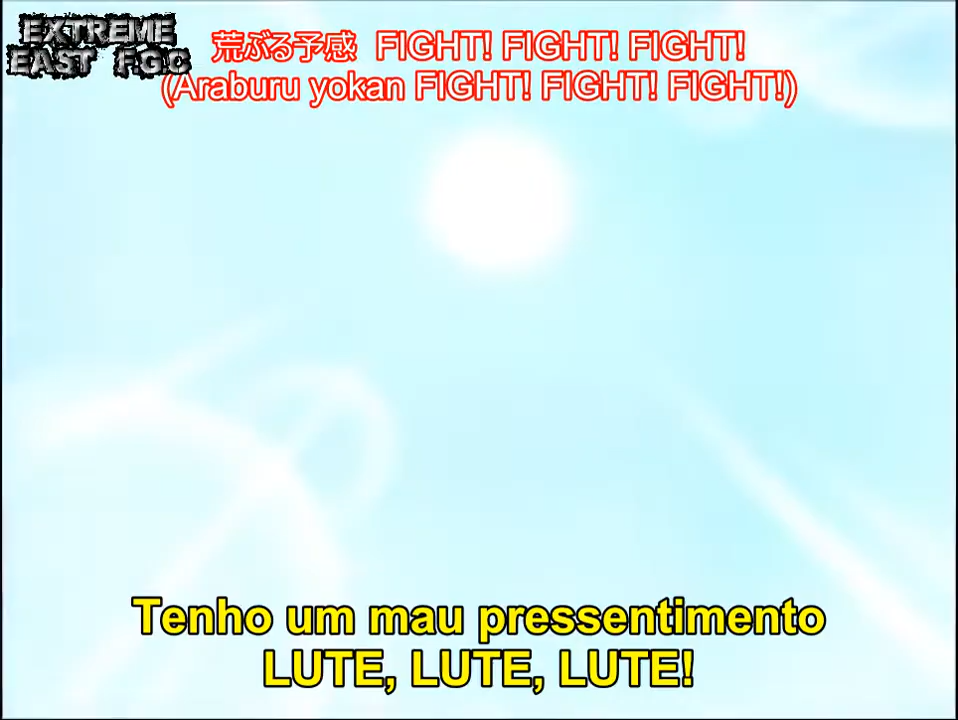 EXTREME
EAST F.G.C
荒ぶる予感 FIGHT! FIGHT! FIGHT!
(Araburu yokan FIGHT! FIGHT! FIGHT!)
Tenho um mau pressentimento
LUTE, LUTE, LUTE!